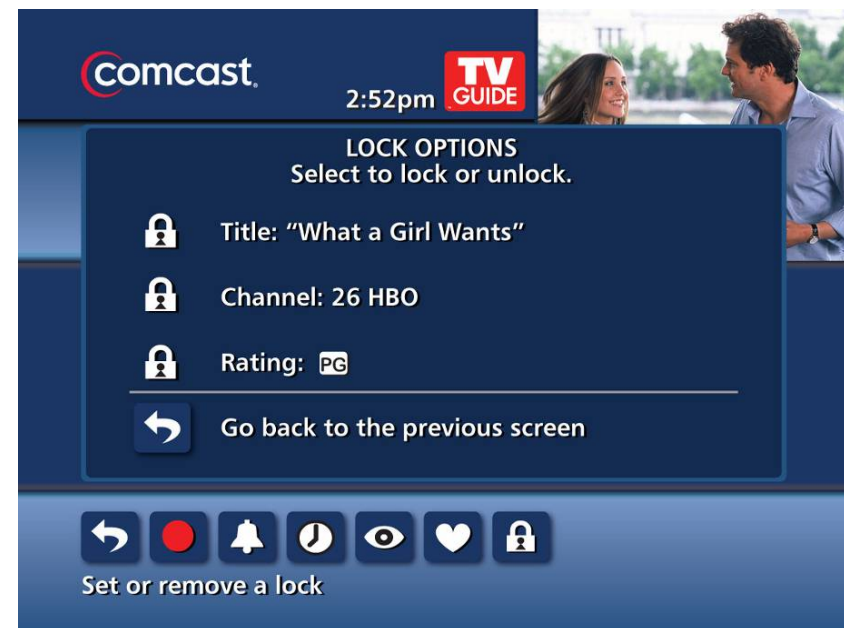 comcast.
2:52pm
TV
GUIDE
LOCK OPTIONS
Select to lock or unlock.
Title: “What a Girl Wants”
Channel: 26 HBO
Rating: PG
Go back to the previous screen
Set or remove a lock